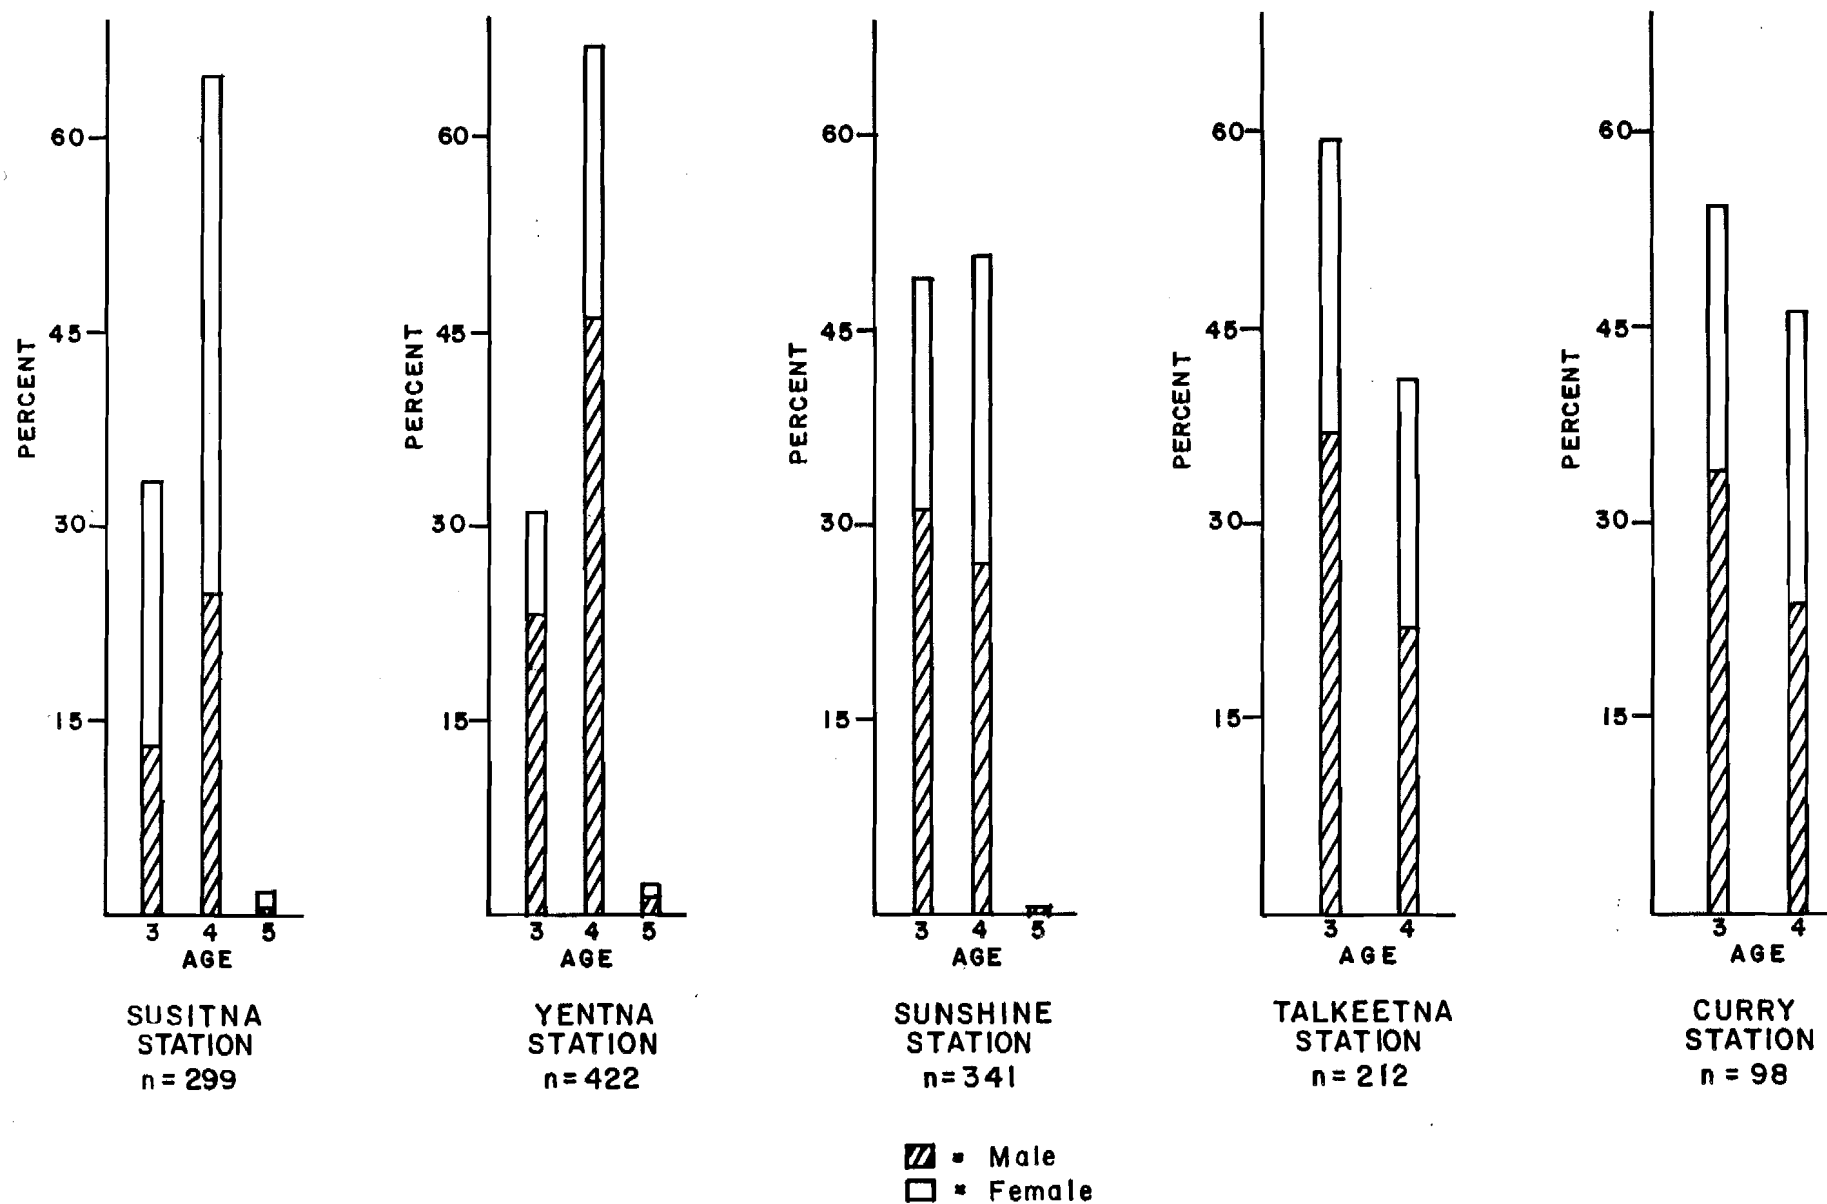 PERCENT
60
45
30
15
3 4 5
AGE
SUSITNA
STATION
n = 299
PERCENT
60
45
30
15
3 4 5
AGE
YENTNA
STATION
n = 422
PERCENT
60
45
30
15
3 4 5
AGE
SUNSHINE
STATION
n = 341
PERCENT
60
45
30
15
3 4
AGE
TALKEETNA
STATION
n = 212
PERCENT
60
45
30
15
3 4
AGE
CURRY
STATION
n = 98
= Male
= Female